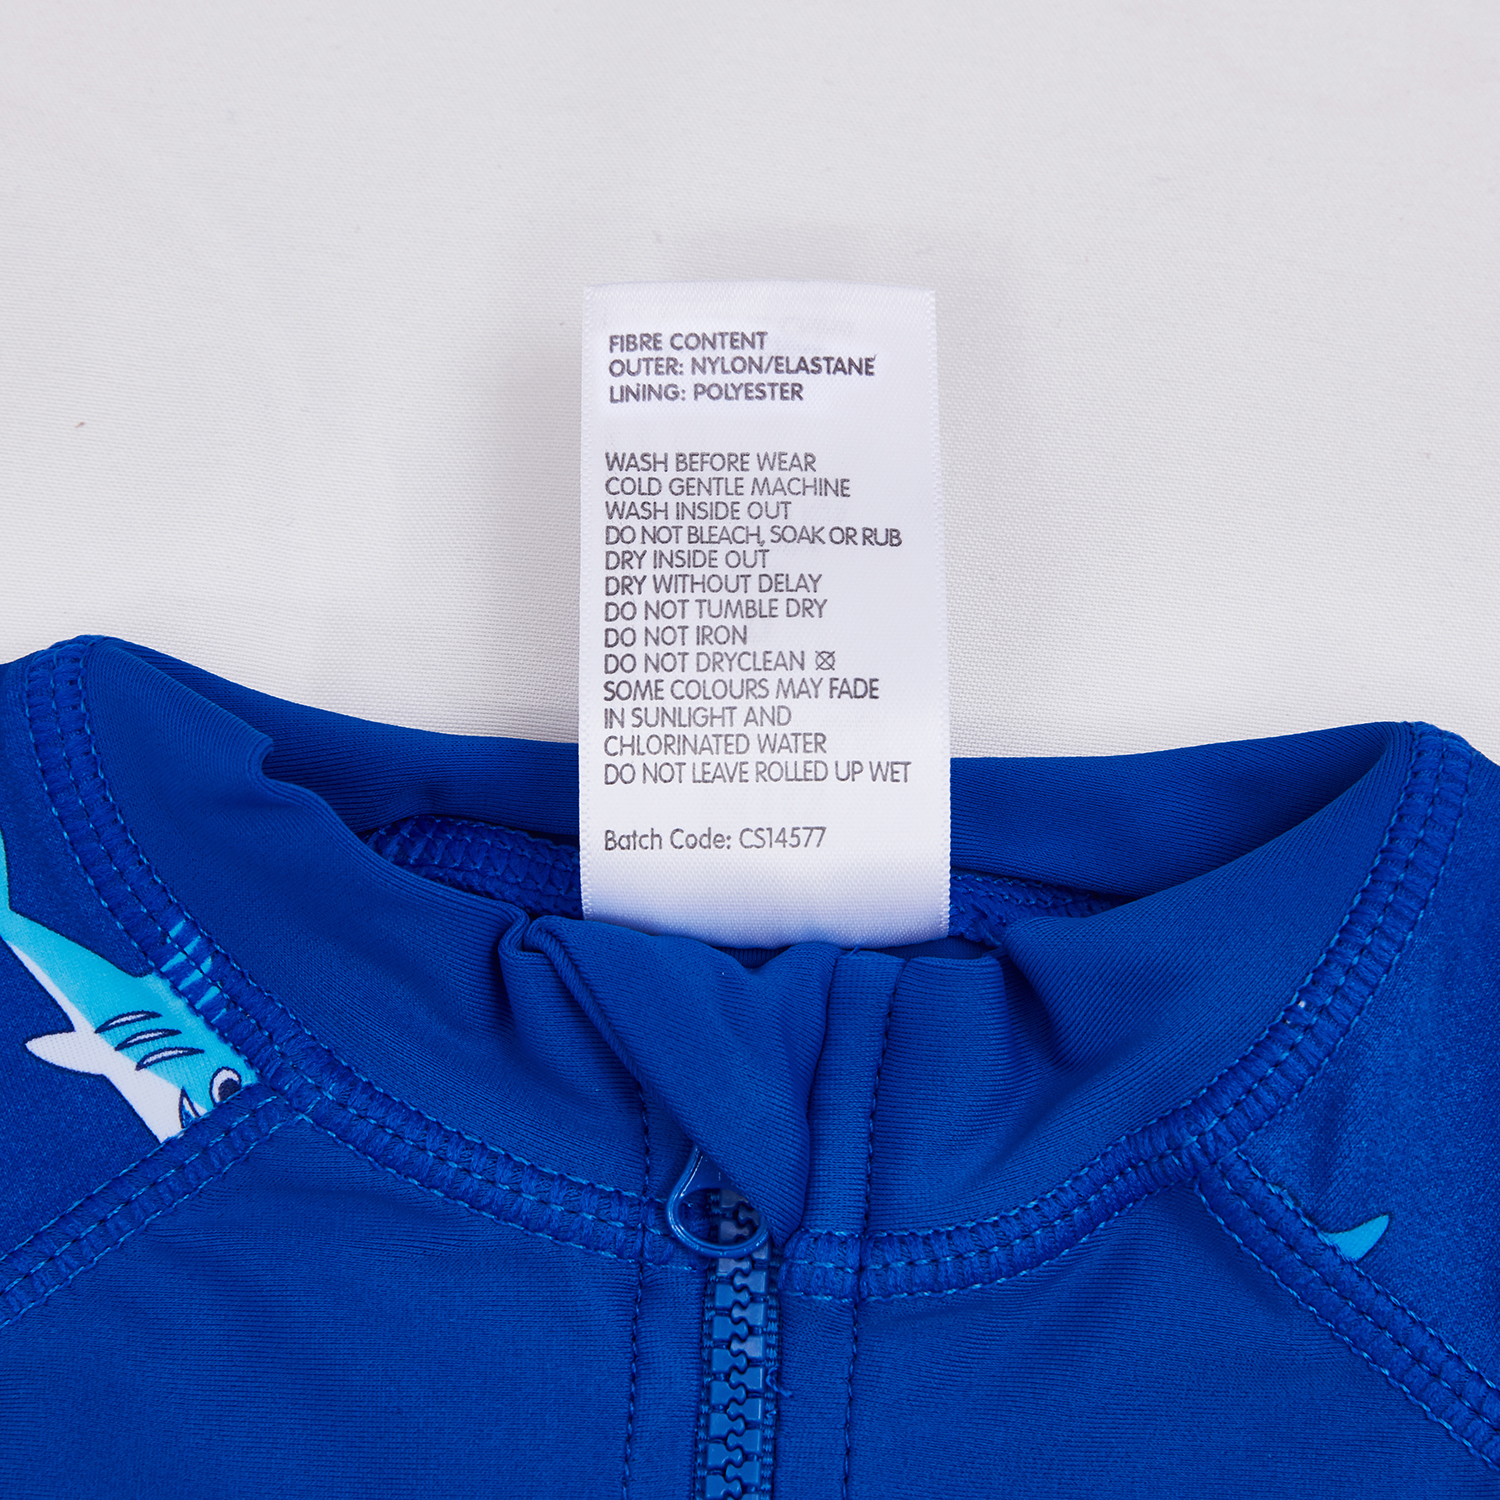 FIBRE CONTENT
OUTER: NYLON/ELASTANE
LINING: POLYESTER
WASH BEFORE WEAR
COLD GENTLE MACHINE
WASH INSIDE OUT
DO NOT BLEACH, SOAK OR RUB
DRY INSIDE OUT
DRY WITHOUT DELAY
DO NOT TUMBLE DRY
DO NOT IRON
DO NOT DRYCLEAN
SOME COLOURS MAY FADE
IN SUNLIGHT AND
CHLORINATED WATER
DO NOT LEAVE ROLLED UP WET
Batch Code: CS14577